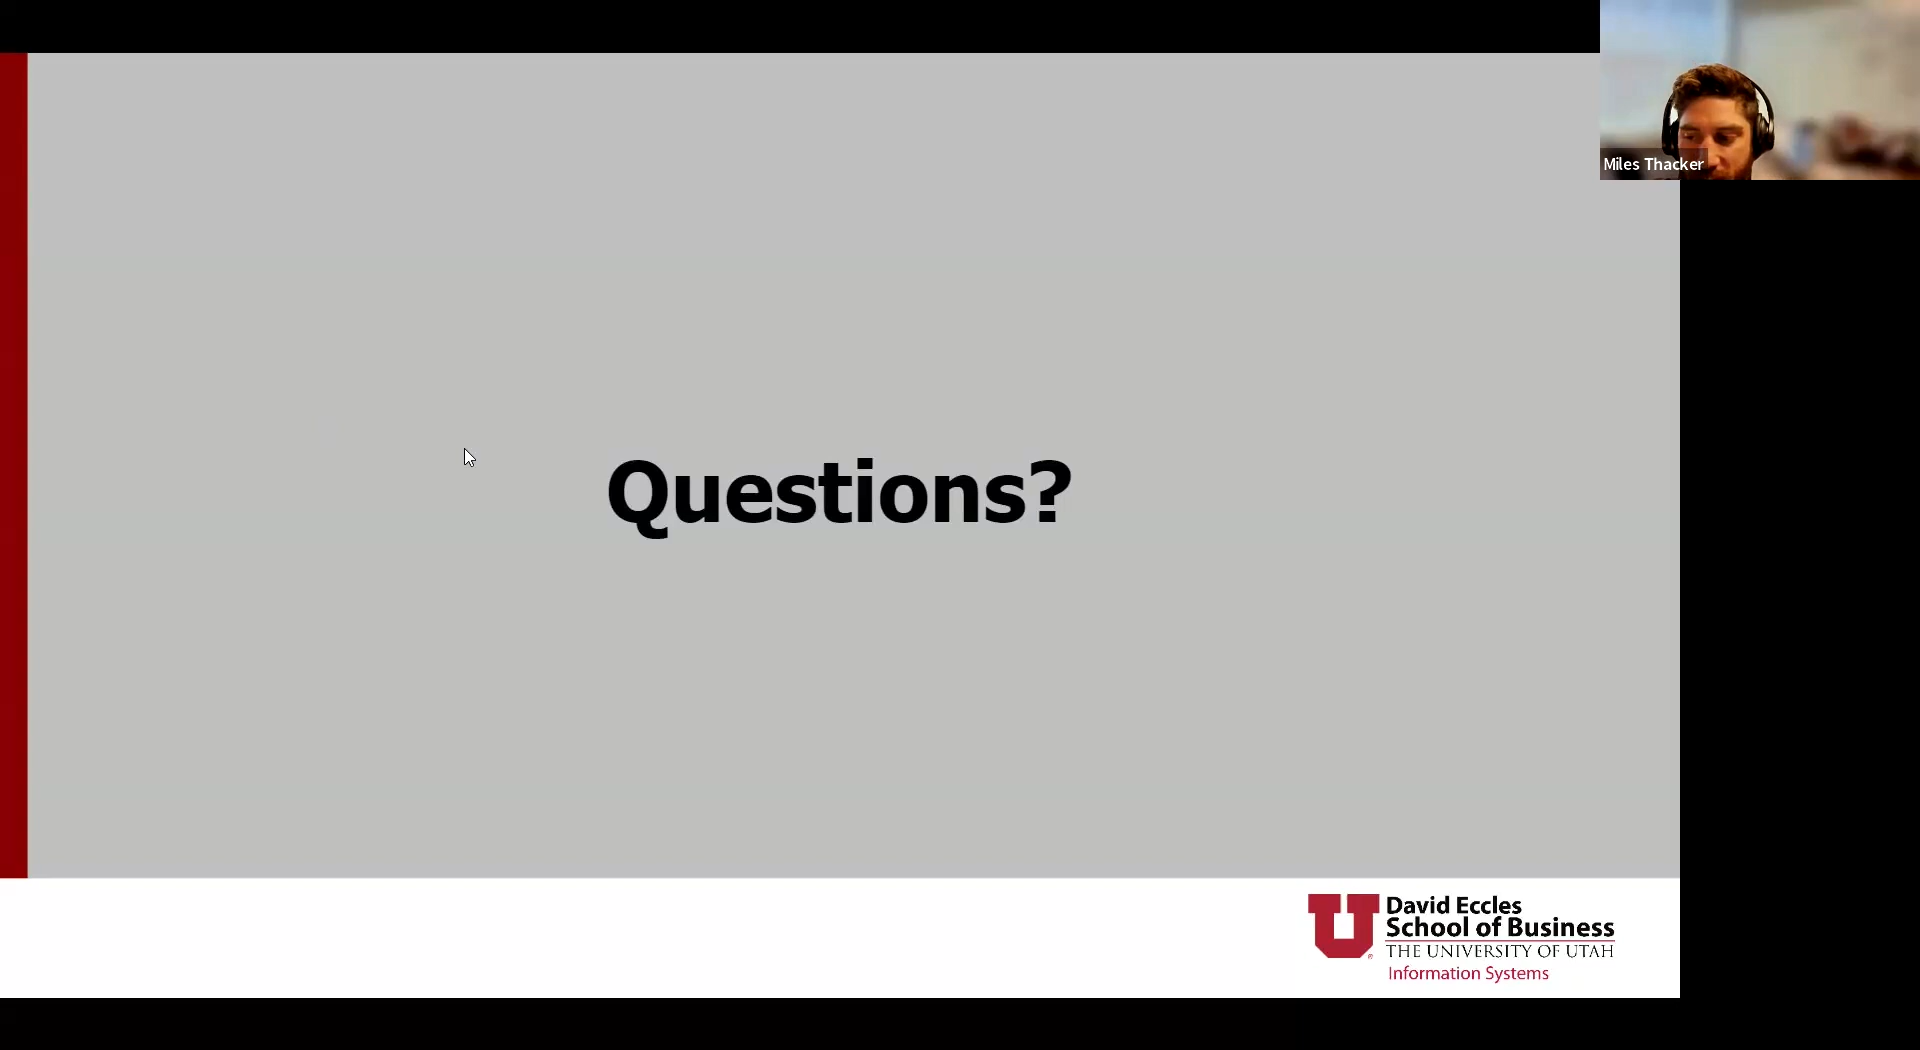 Miles Thacker
Questions?
David Eccles
School of Business
THE UNIVERSITY OF UTAH
Information Systems